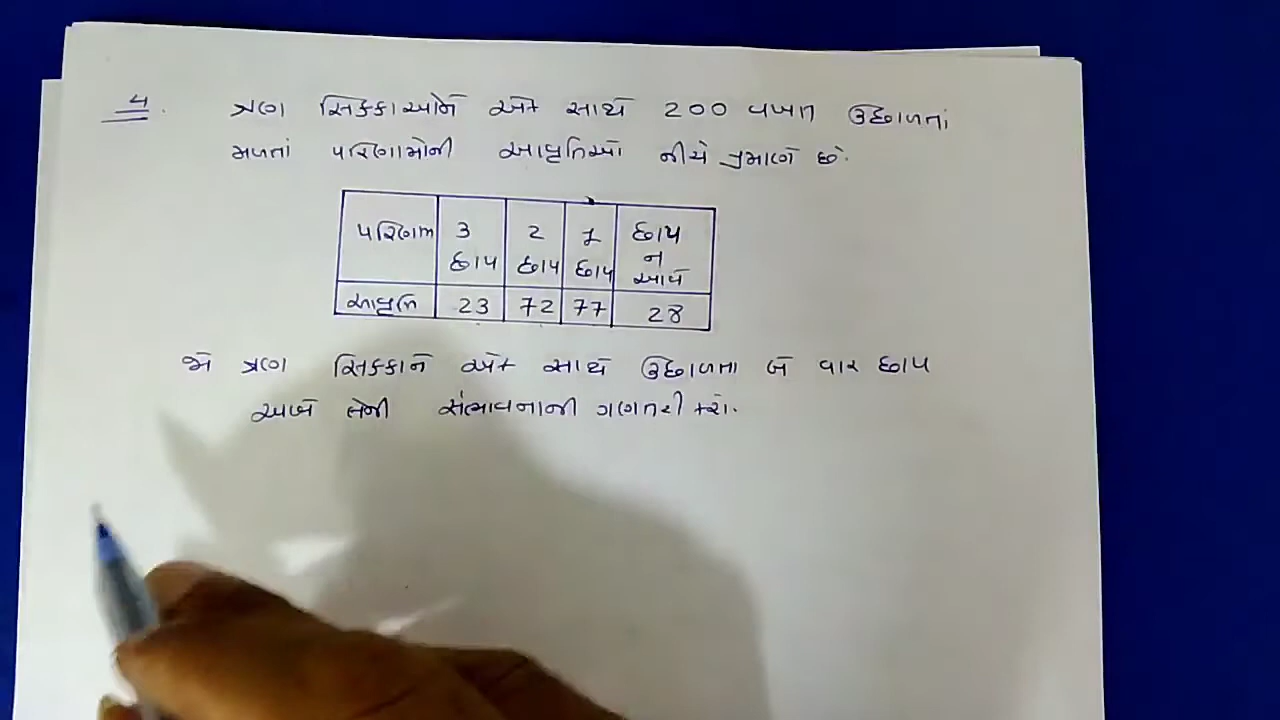 4. ત્રણ સિક્કાઓને એક સાથે 200 વખત ઉછાળતાં
મળતાં પરિણામોની આવૃત્તિઓ નીચે પ્રમાણે છે.
પરિણામ 3 છાપ 2 છાપ 1 છાપ છાપ ન આવે
આવૃત્તિ 23 72 77 28
જો ત્રણ સિક્કાને એક સાથે ઉછાળતા બે વાર છાપ
આવે તેની સંભાવનાની ગણતરી કરો.